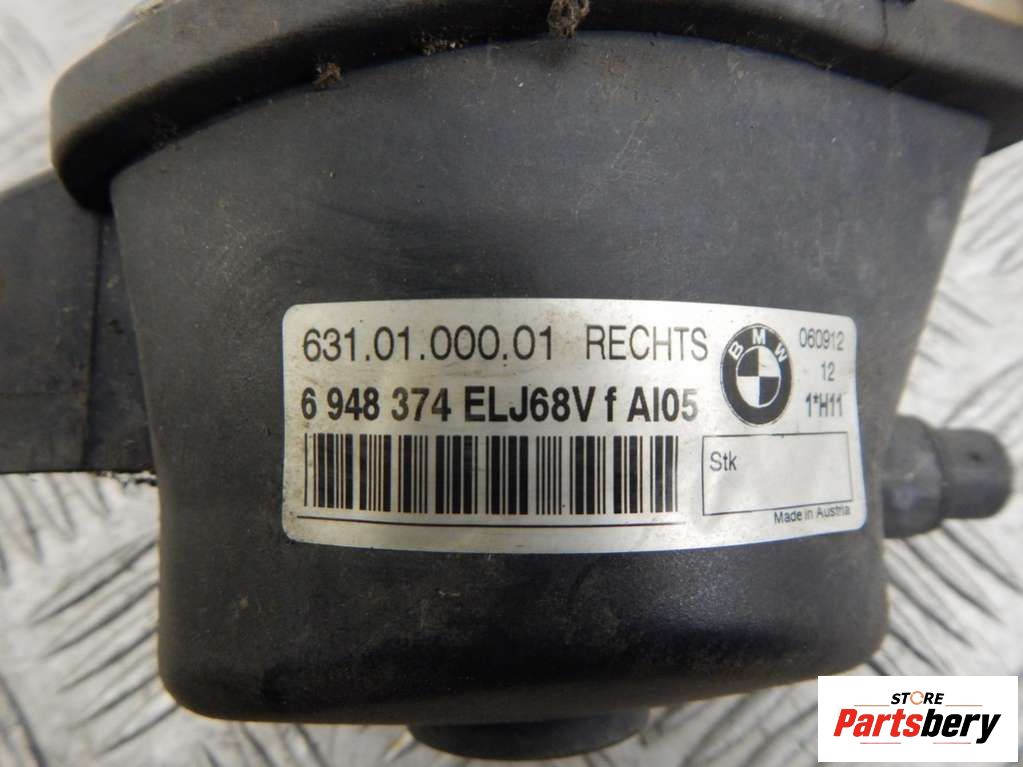 631.01.000.01 RECHTS
6 948 374 ELJ68V f AI05
BMW
060912
12
1*H11
Stk
Made in Austria
STORE
Partsbery